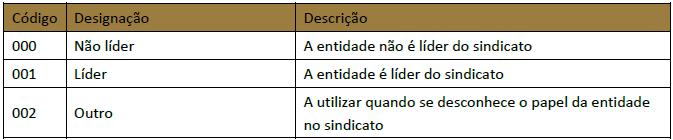 Código Designação Descrição
000 Não líder A entidade não é líder do sindicato
001 Líder A entidade é líder do sindicato
002 Outro A utilizar quando se desconhece o papel da entidade
no sindicato